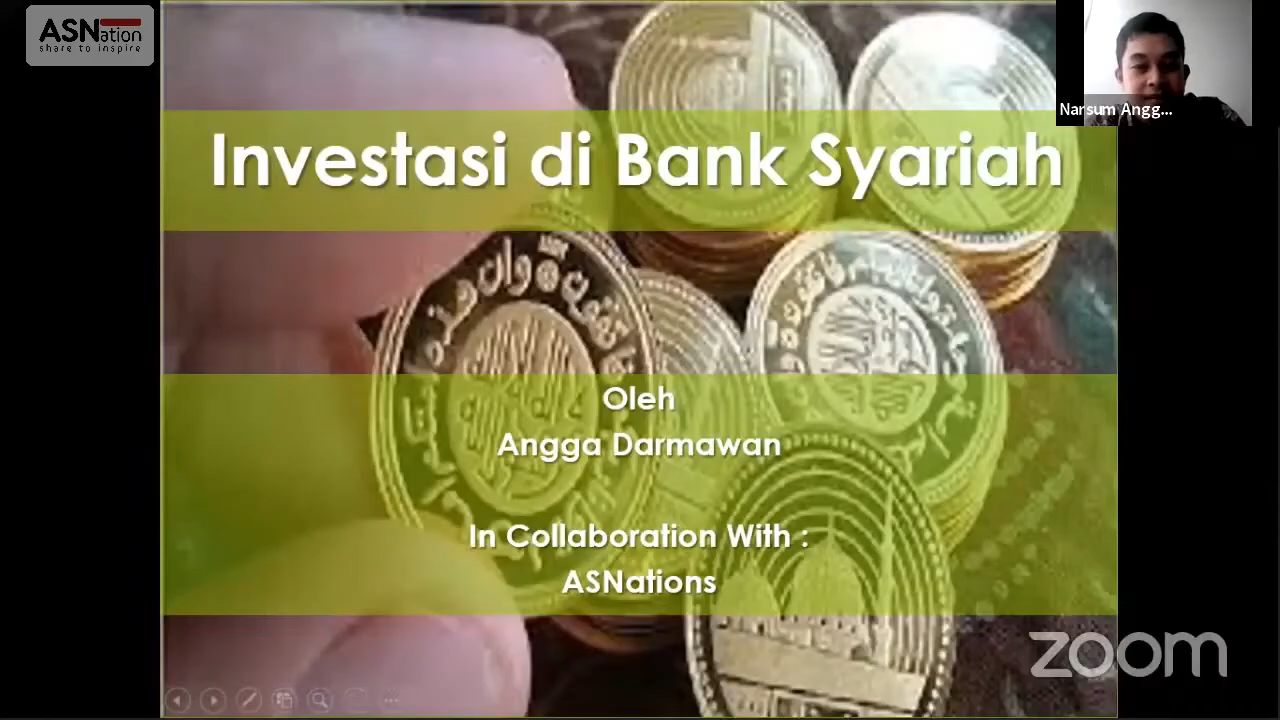 ASNation
share to inspire
Narsum Angg...
Investasi di Bank Syariah
Oleh
Angga Darmawan
In Collaboration With :
ASNations
zoom